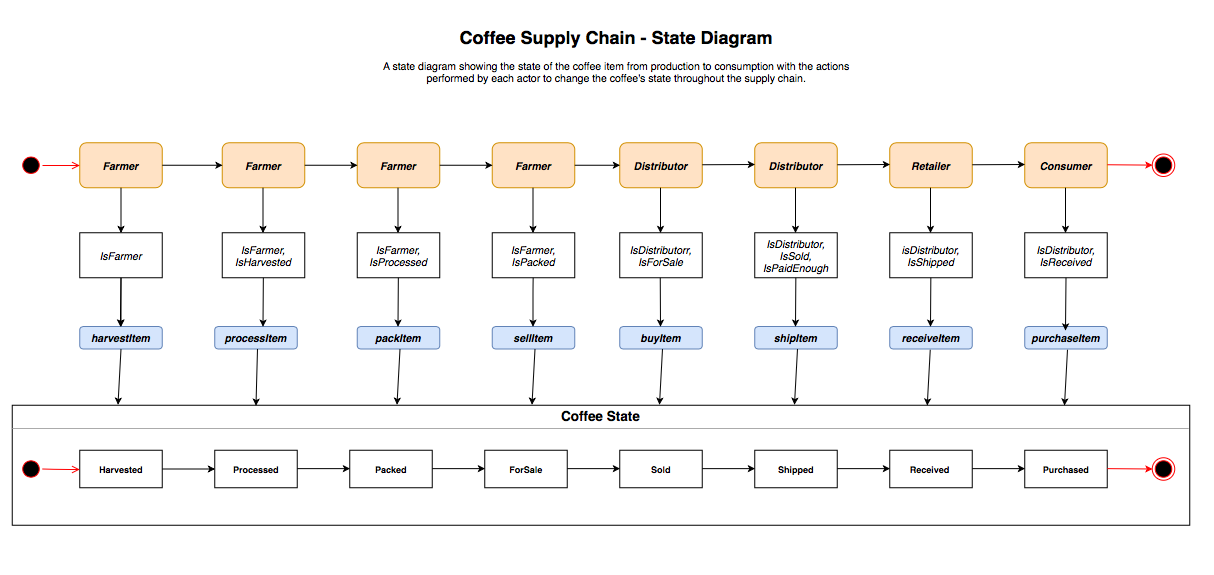 Coffee Supply Chain - State Diagram
A state diagram showing the state of the coffee item from production to consumption with the actions
performed by each actor to change the coffee's state throughout the supply chain.
Farmer
Farmer
Farmer
Farmer
Distributor
Distributor
Retailer
Consumer
IsFarmer
IsFarmer,
IsHarvested
IsFarmer,
IsProcessed
IsFarmer,
IsPacked
IsDistributorr,
IsForSale
IsDistributor,
IsSold,
IsPaidEnough
isDistributor,
IsShipped
IsDistributor,
IsReceived
harvestItem
processItem
packItem
sellItem
buyItem
shipItem
receiveItem
purchaseItem
Coffee State
Harvested
Processed
Packed
ForSale
Sold
Shipped
Received
Purchased